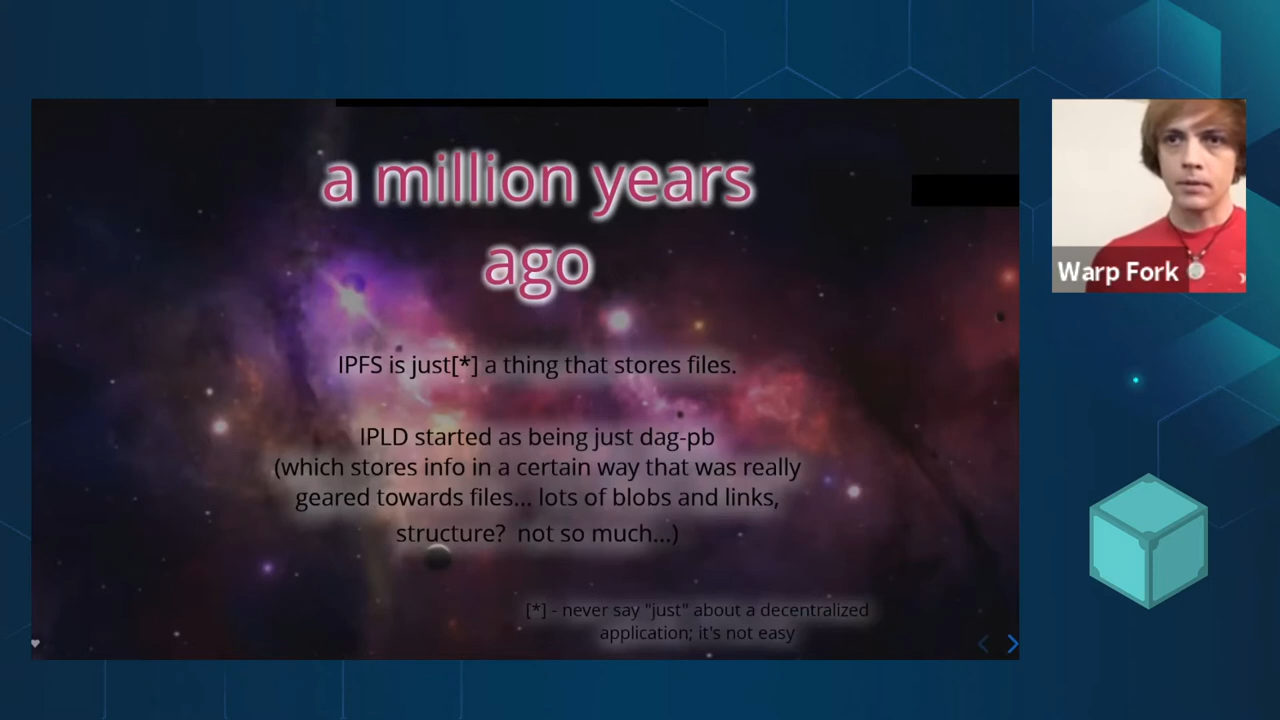 a million years
ago
IPFS is just[*] a thing that stores files.
IPLD started as being just dag-pb
(which stores info in a certain way that was really
geared towards files... lots of blobs and links,
structure?  not so much...)
[*] - never say "just" about a decentralized
application; it's not easy
Warp Fork